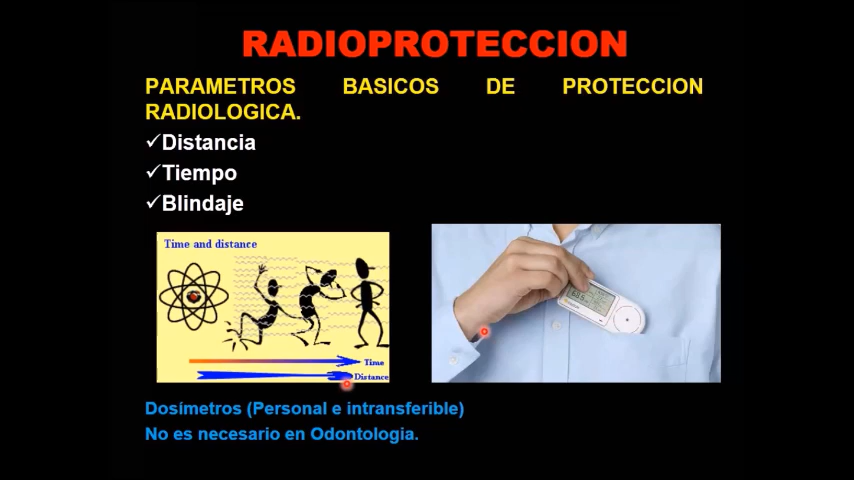 RADIOPROTECCION
PARAMETROS BASICOS DE PROTECCION
RADIOLOGICA.
✓Distancia
✓Tiempo
✓Blindaje
Time and distance
Time
Distance
Dosímetros (Personal e intransferible)
No es necesario en Odontologia.